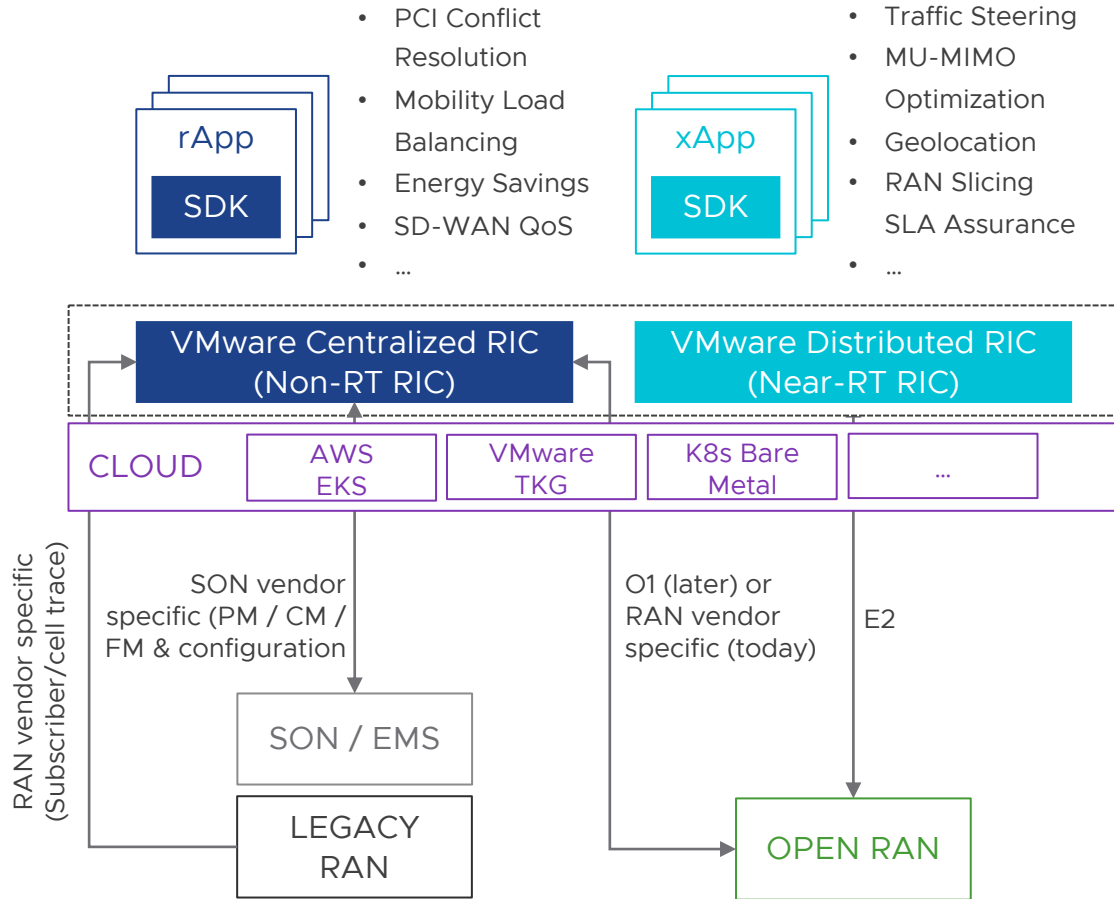 • PCI Conflict
Resolution
• Mobility Load
Balancing
• Energy Savings
• SD-WAN QoS
• ...
rApp
SDK
• Traffic Steering
• MU-MIMO
Optimization
• Geolocation
• RAN Slicing
SLA Assurance
• ...
xApp
SDK
VMware Centralized RIC
(Non-RT RIC)
VMware Distributed RIC
(Near-RT RIC)
CLOUD
AWS
EKS
VMware
TKG
K8s Bare
Metal
...
RAN vendor specific
(Subscriber/cell trace)
SON vendor
specific (PM / CM /
FM & configuration
O1 (later) or
RAN vendor
specific (today)
E2
SON / EMS
LEGACY
RAN
OPEN RAN